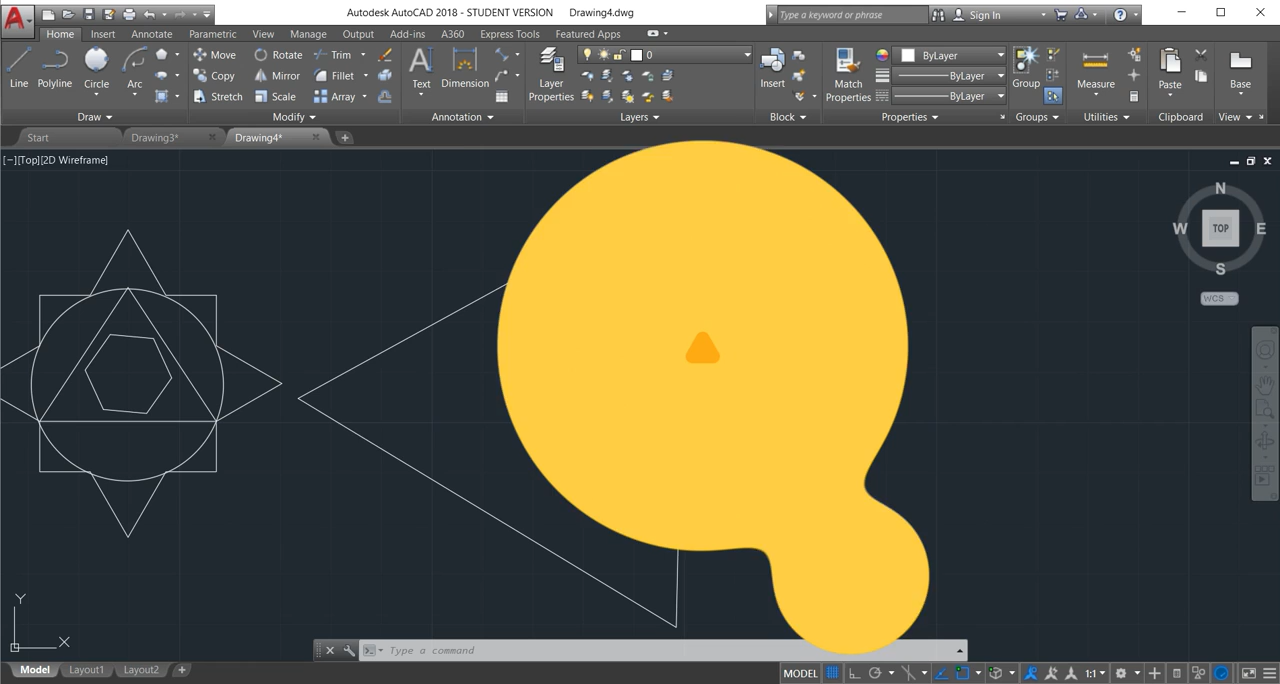 Autodesk AutoCAD 2018 - STUDENT VERSION Drawing4.dwg
Type a keyword or phrase
Sign In
Home Insert Annotate Parametric View Manage Output Add-ins A360 Express Tools Featured Apps
Line Polyline Circle Arc
Move Rotate Trim
Copy Mirror Fillet
Stretch Scale Array
Text Dimension
Layer Properties
0
Insert
Match Properties
ByLayer
ByLayer
ByLayer
Group
Measure
Paste
Base
Draw Modify Annotation Layers Block Properties Groups Utilities Clipboard View
Start Drawing3* Drawing4*
[−][Top][2D Wireframe]
N
W TOP E
S
WCS
Y
X
Type a command
Model Layout1 Layout2
MODEL 1:1